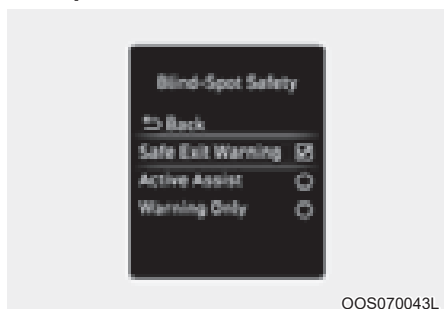 Blind-Spot Safety
Back
Safe Exit Warning
Active Assist
Warning Only
OOS070043L